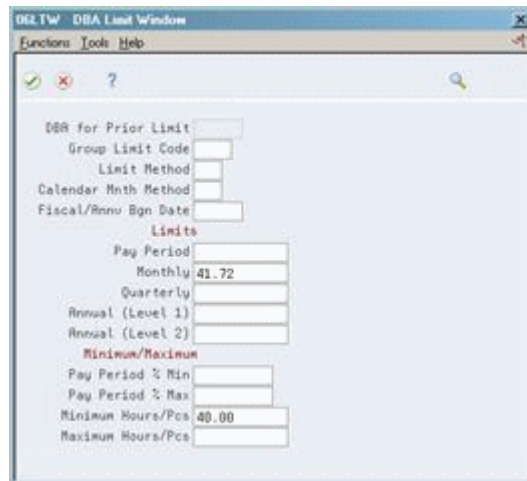 06LTW DBA Limit Window
Functions Tools Help
?
DBA for Prior Limit
Group Limit Code
Limit Method
Calendar Mnth Method
Fiscal/Annv Bgn Date
Limits
Pay Period
Monthly 41.72
Quarterly
Annual (Level 1)
Annual (Level 2)
Minimum/Maximum
Pay Period % Min
Pay Period % Max
Minimum Hours/Pcs 40.00
Maximum Hours/Pcs